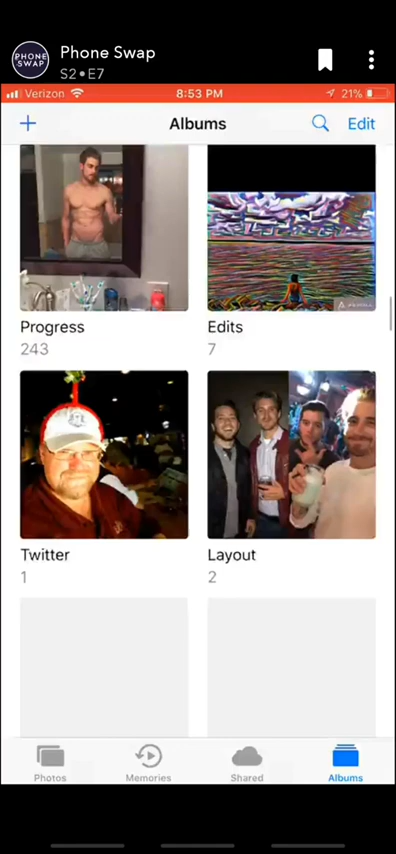 PHONE
SWAP
Phone Swap
S2•E7
Verizon
8:53 PM
21%
Albums
Edit
Progress
243
Edits
7
Twitter
1
Layout
2
Photos
Memories
Shared
Albums